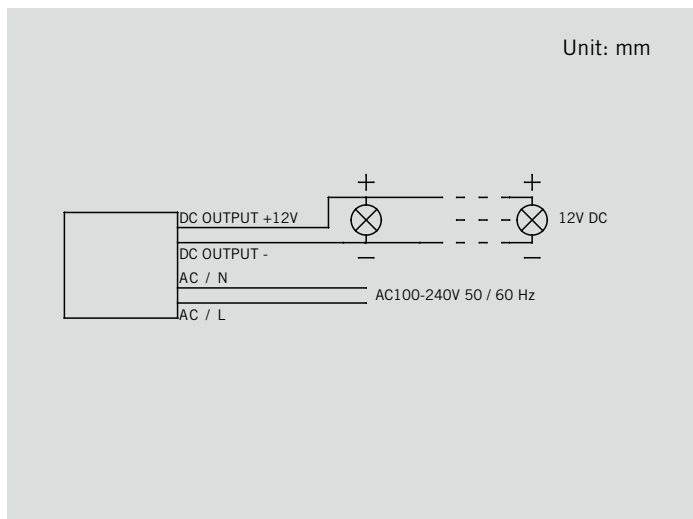 Unit: mm
+ +
DC OUTPUT +12V
12V DC
DC OUTPUT -
— —
AC / N
AC100-240V 50 / 60 Hz
AC / L